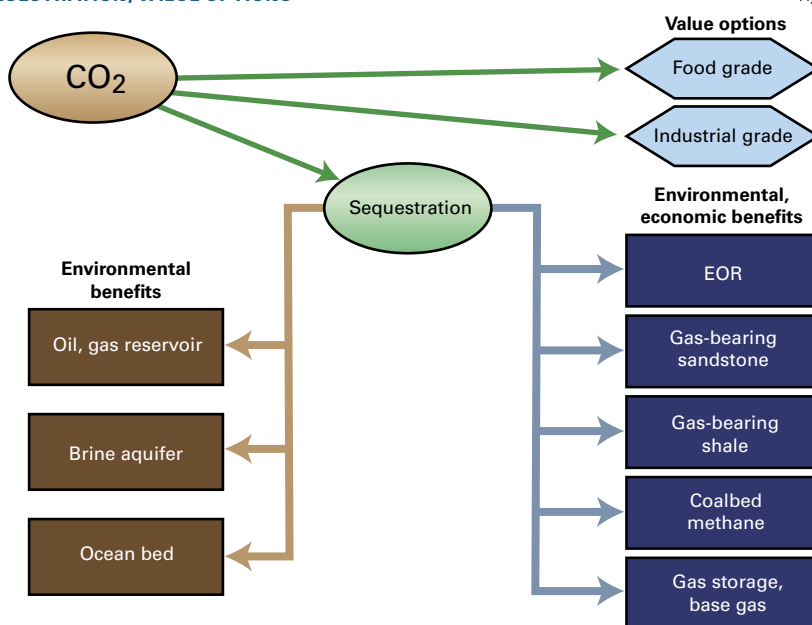 Value options
CO2
Food grade
Industrial grade
Sequestration
Environmental,
economic benefits
Environmental
benefits
EOR
Oil, gas reservoir
Gas-bearing
sandstone
Brine aquifer
Gas-bearing
shale
Coalbed
methane
Ocean bed
Gas storage,
base gas